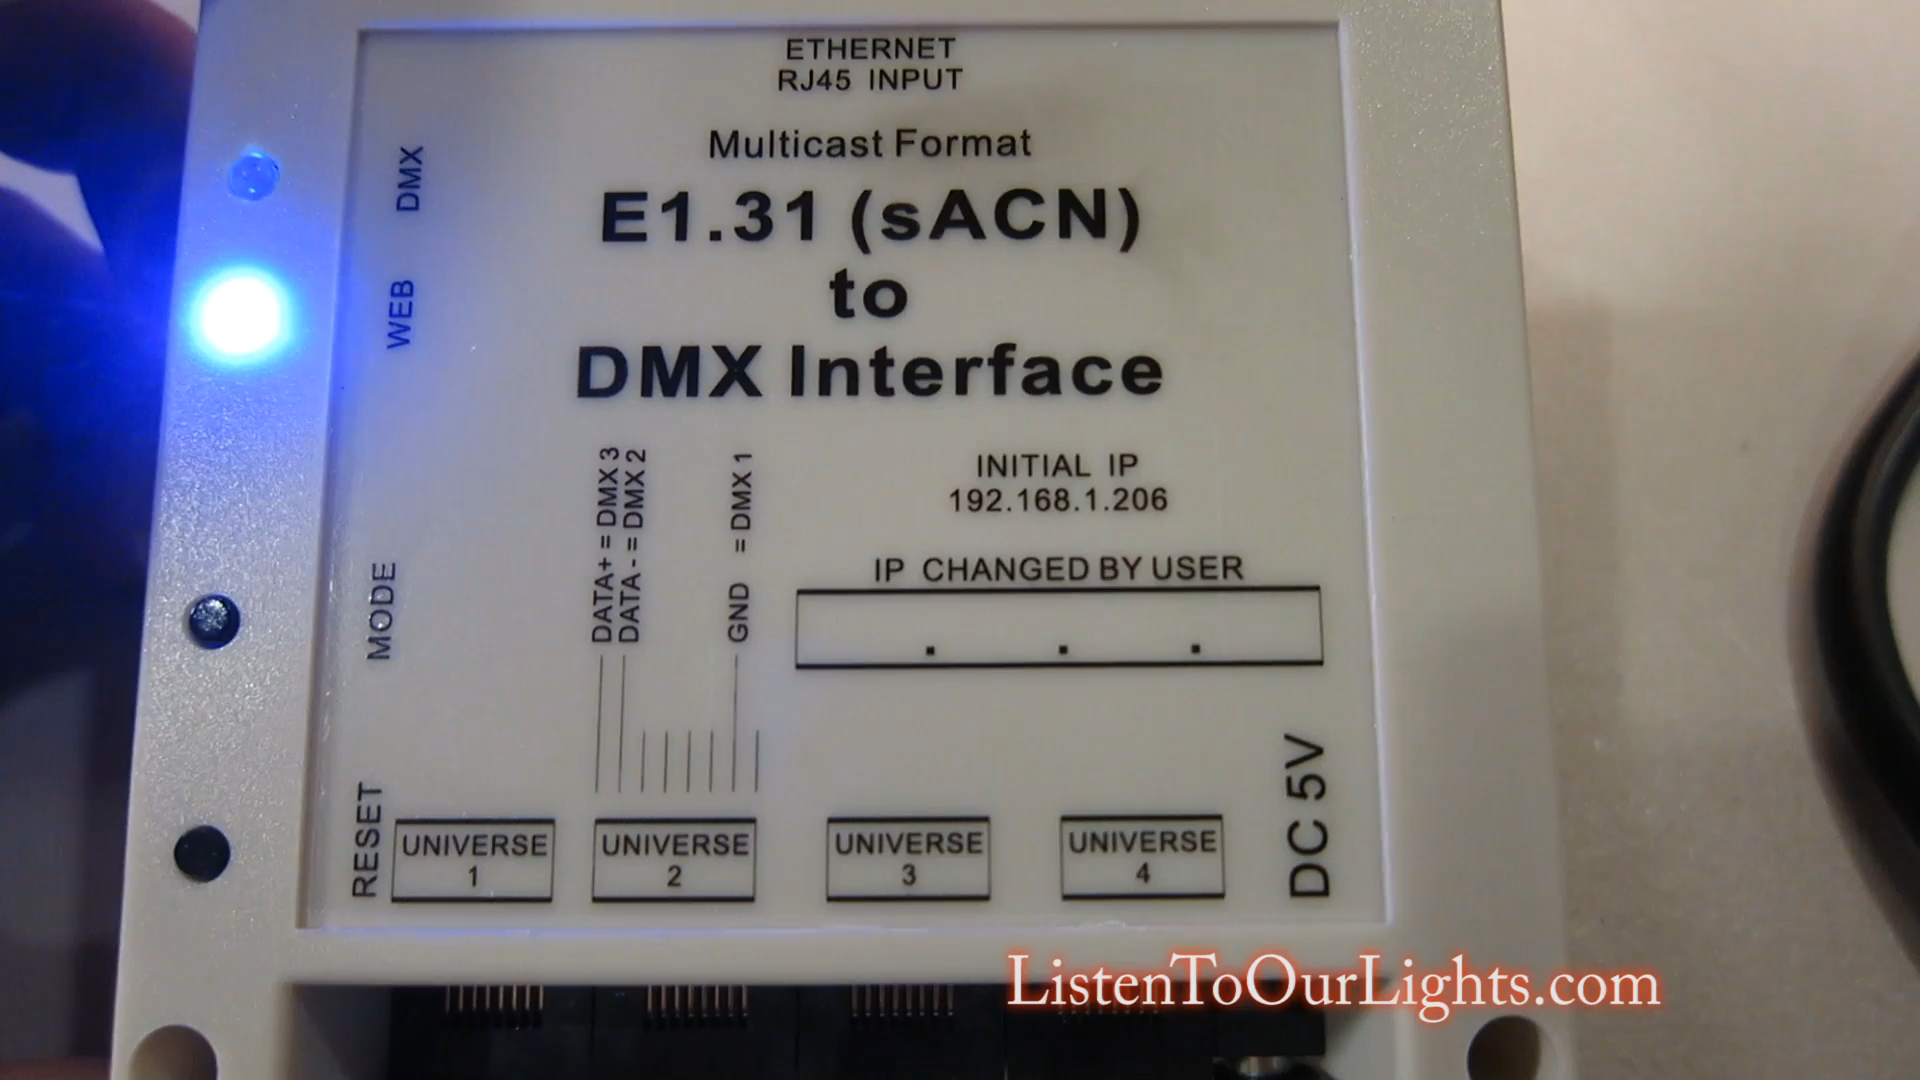 ETHERNET
RJ45 INPUT
Multicast Format
E1.31 (sACN)
to
DMX Interface
DMX
WEB
MODE
RESET
DATA+ = DMX 3
DATA - = DMX 2
GND = DMX 1
INITIAL IP
192.168.1.206
IP CHANGED BY USER
. . .
UNIVERSE
1
UNIVERSE
2
UNIVERSE
3
UNIVERSE
4
DC 5V
ListenToOurLights.com